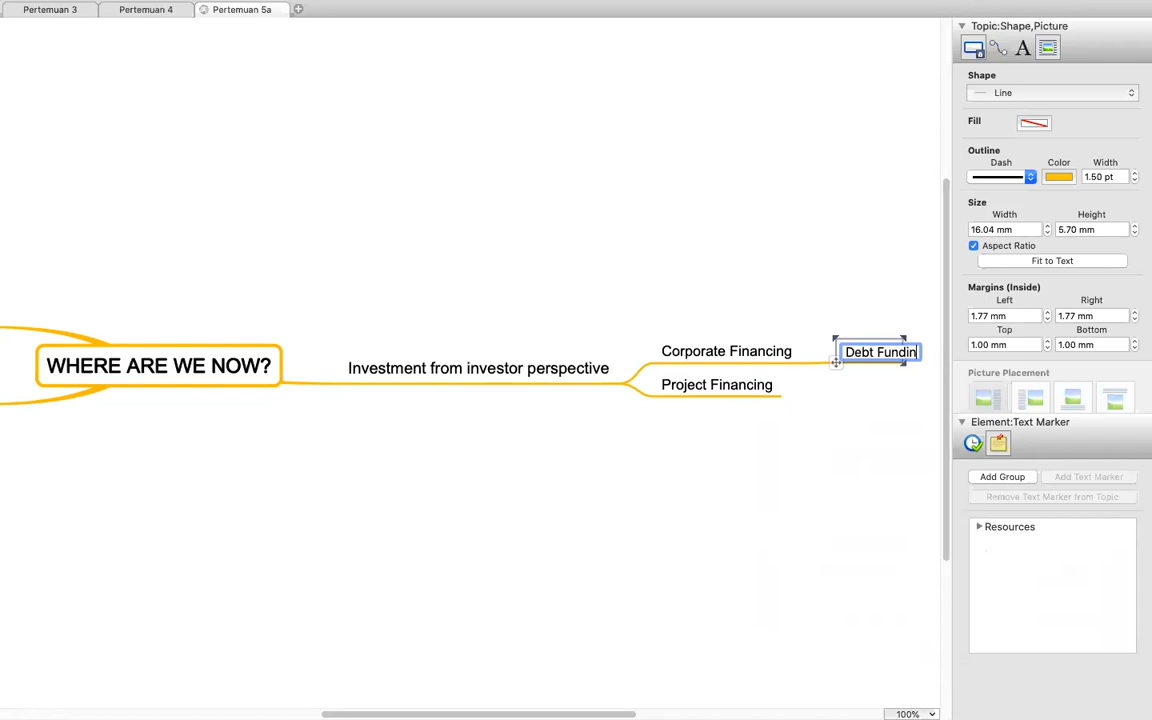 Pertemuan 3
Pertemuan 4
Pertemuan 5a
Topic:Shape,Picture
A
Shape
Line
Fill
Outline
Dash
Color
Width
1.50 pt
Size
Width
Height
16.04 mm
5.70 mm
Aspect Ratio
Fit to Text
Margins (Inside)
Left
Right
1.77 mm
1.77 mm
Top
Bottom
1.00 mm
1.00 mm
Picture Placement
Element:Text Marker
Add Group
Add Text Marker
Remove Text Marker from Topic
Resources
WHERE ARE WE NOW?
Investment from investor perspective
Corporate Financing
Debt Fundin
Project Financing
100%